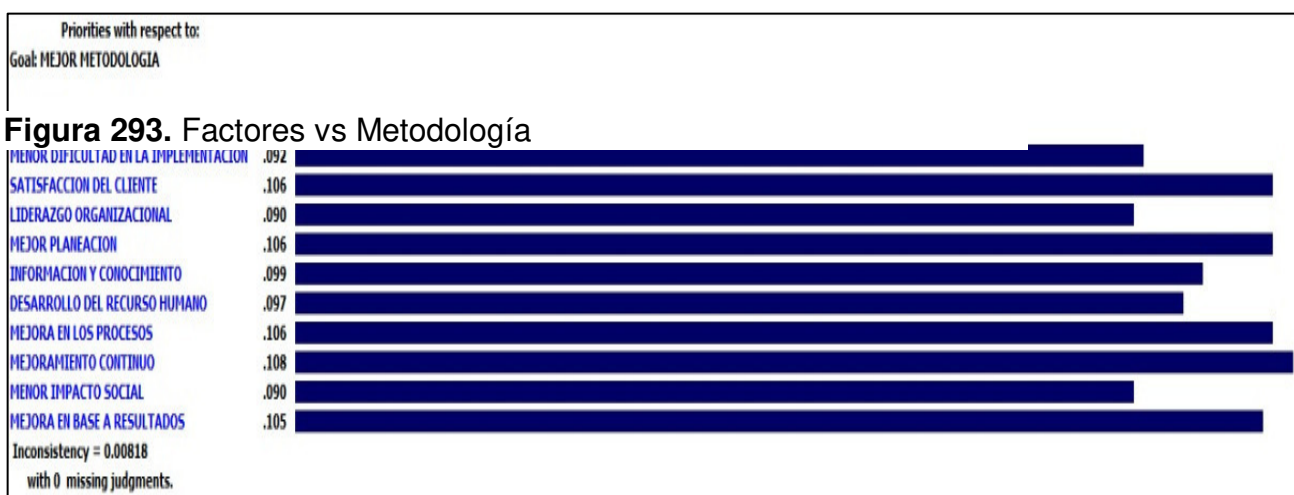 Priorities with respect to:
Goal: MEJOR METODOLOGIA
Figura 293. Factores vs Metodología
MENOR DIFICULTAD EN LA IMPLEMENTACION .092
SATISFACCION DEL CLIENTE .106
LIDERAZGO ORGANIZACIONAL .090
MEJOR PLANEACION .106
INFORMACION Y CONOCIMIENTO .099
DESARROLLO DEL RECURSO HUMANO .097
MEJORA EN LOS PROCESOS .106
MEJORAMIENTO CONTINUO .108
MENOR IMPACTO SOCIAL .090
MEJORA EN BASE A RESULTADOS .105
Inconsistency = 0.00818
with 0 missing judgments.